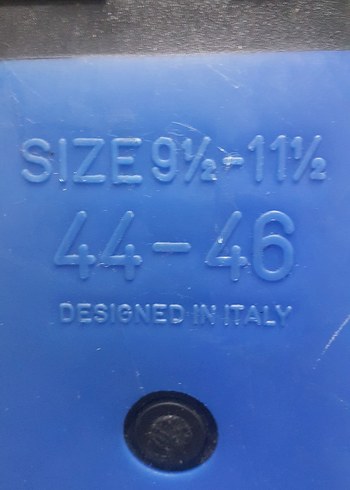 SIZE 9½-11½
44-46
DESIGNED IN ITALY